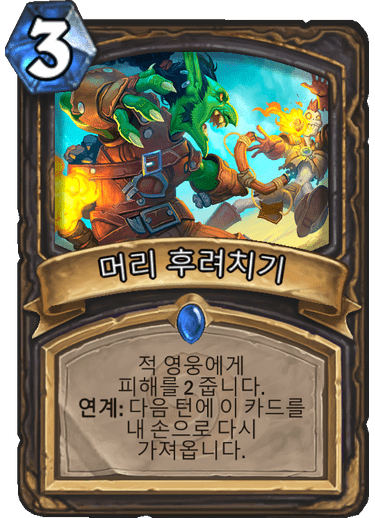 3
머리 후려치기
적 영웅에게
피해를 2 줍니다.
연계: 다음 턴에 이 카드를
내 손으로 다시
가져옵니다.